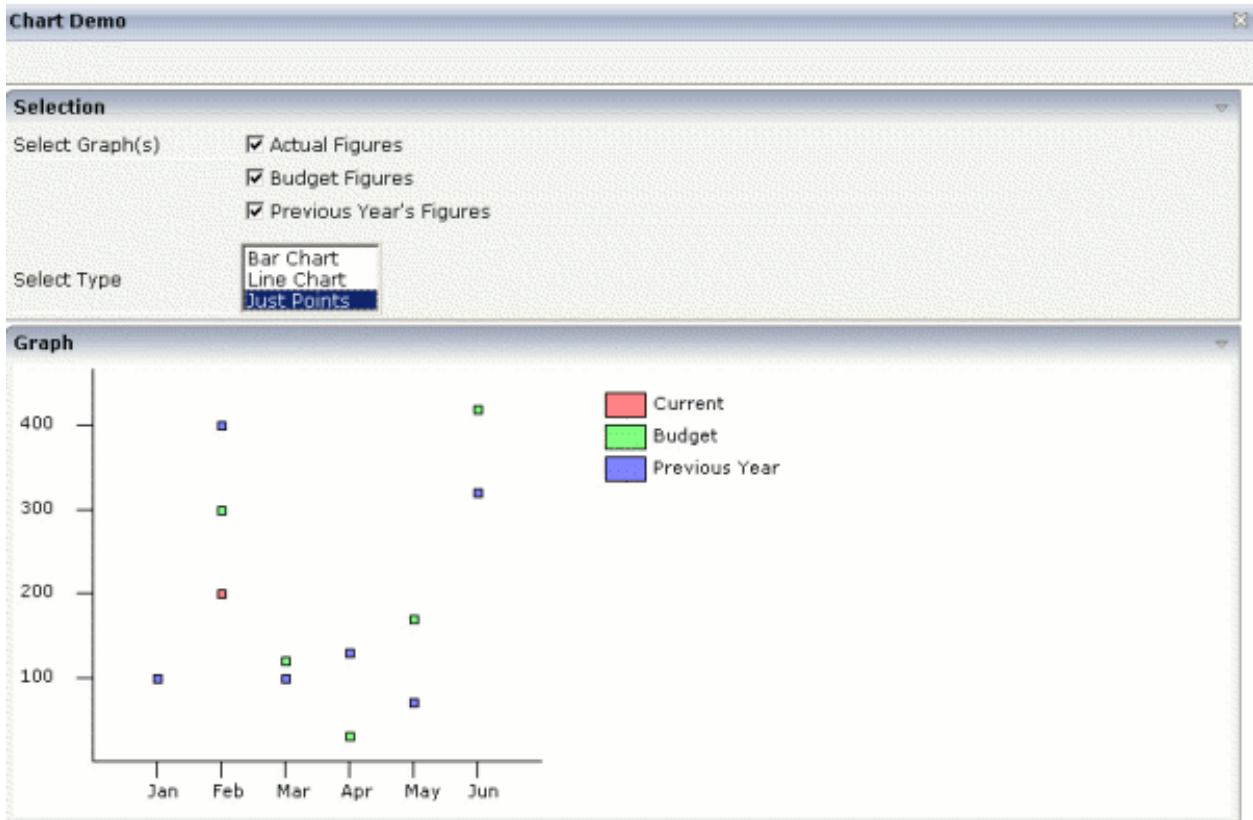 Chart Demo
Selection
Select Graph(s)
Actual Figures
Budget Figures
Previous Year's Figures
Select Type
Bar Chart
Line Chart
Just Points
Graph
Current
Budget
Previous Year
400
300
200
100
Jan Feb Mar Apr May Jun